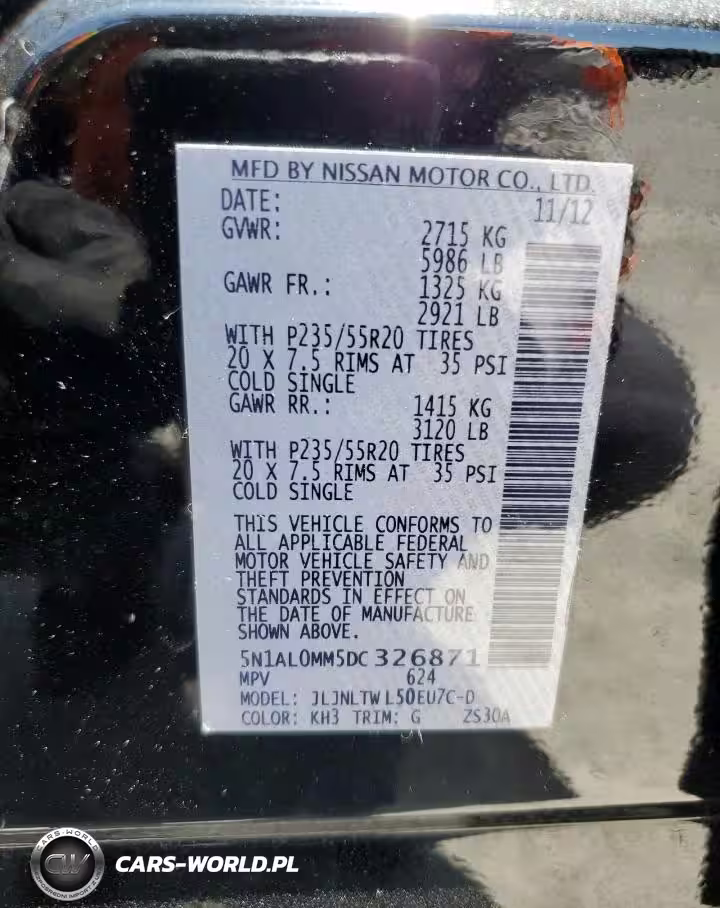 MFD BY NISSAN MOTOR CO., LTD.
DATE: 11/12
GVWR: 2715 KG
5986 LB
GAWR FR.: 1325 KG
2921 LB
WITH P235/55R20 TIRES
20 X 7.5 RIMS AT 35 PSI
COLD SINGLE
GAWR RR.: 1415 KG
3120 LB
WITH P235/55R20 TIRES
20 X 7.5 RIMS AT 35 PSI
COLD SINGLE
THIS VEHICLE CONFORMS TO
ALL APPLICABLE FEDERAL
MOTOR VEHICLE SAFETY AND
THEFT PREVENTION
STANDARDS IN EFFECT ON
THE DATE OF MANUFACTURE
SHOWN ABOVE.
5N1AL0MM5DC326871
MPV 624
MODEL: JLJNLTWL50EU7C-D
COLOR: KH3 TRIM: G ZS30A
CARS-WORLD
CW
CARS-WORLD.PL